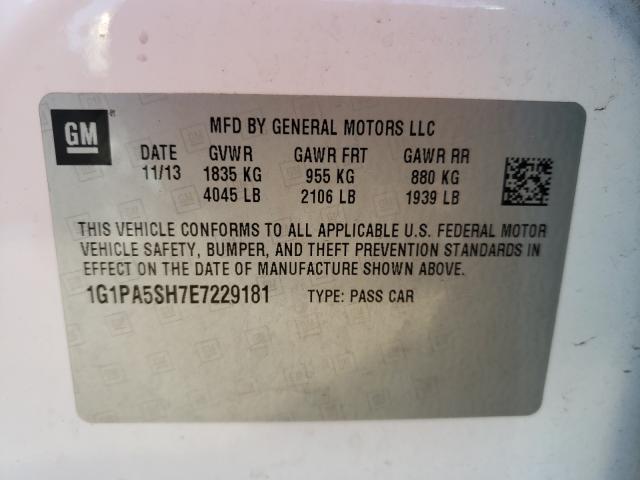 GM
MFD BY GENERAL MOTORS LLC
DATE GVWR GAWR FRT GAWR RR
11/13 1835 KG 955 KG 880 KG
4045 LB 2106 LB 1939 LB
THIS VEHICLE CONFORMS TO ALL APPLICABLE U.S. FEDERAL MOTOR
VEHICLE SAFETY, BUMPER, AND THEFT PREVENTION STANDARDS IN
EFFECT ON THE DATE OF MANUFACTURE SHOWN ABOVE.
1G1PA5SH7E7229181 TYPE: PASS CAR